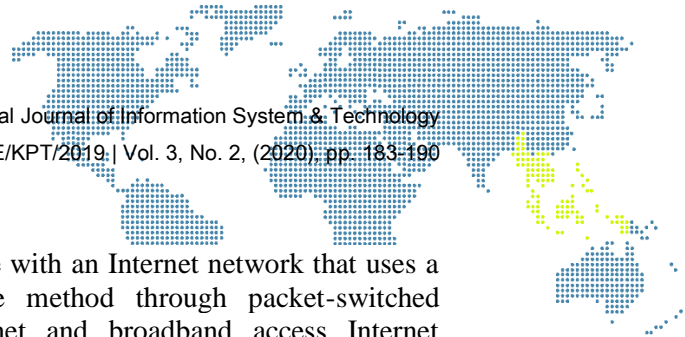 al Journal of Information System & Technology
E/KPT/2019 | Vol. 3, No. 2, (2020), pp. 183-190
with an Internet network that uses a
method through packet-switched
net and broadband access Internet